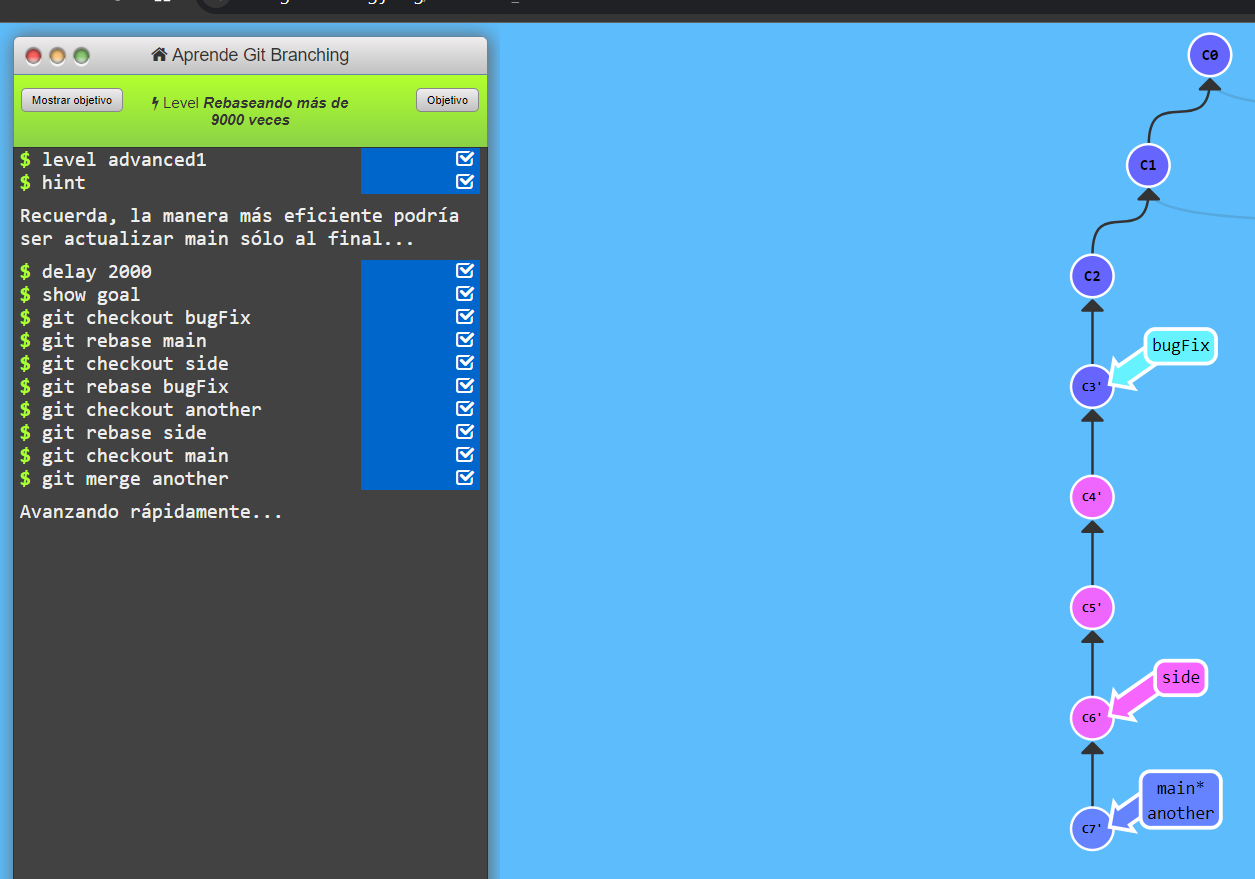 Aprende Git Branching
Mostrar objetivo
Level Rebaseando más de
9000 veces
Objetivo
$ level advanced1
$ hint
Recuerda, la manera más eficiente podría
ser actualizar main sólo al final...
$ delay 2000
$ show goal
$ git checkout bugFix
$ git rebase main
$ git checkout side
$ git rebase bugFix
$ git checkout another
$ git rebase side
$ git checkout main
$ git merge another
Avanzando rápidamente...
C0
C1
C2
bugFix
C3'
C4'
C5'
side
C6'
main*
another
C7'